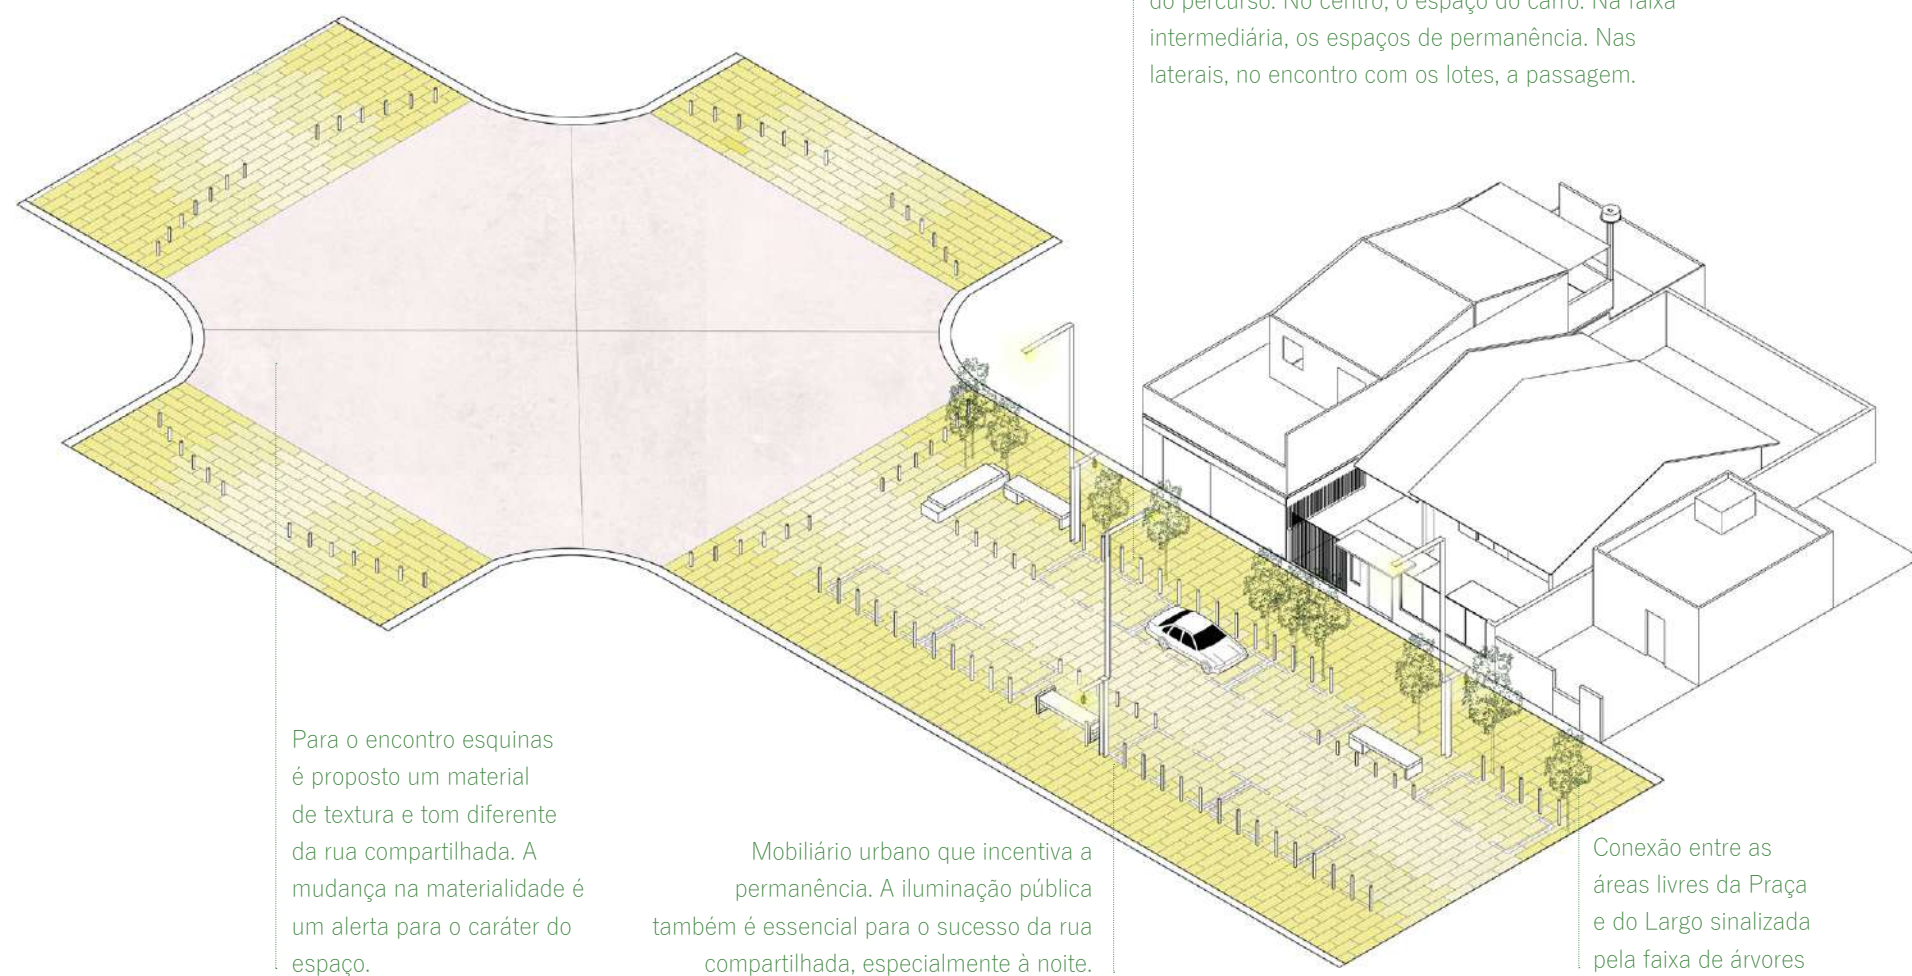 do percurso. No centro, o espaço do carro. Na faixa
intermediária, os espaços de permanência. Nas
laterais, no encontro com os lotes, a passagem.
Para o encontro esquinas
é proposto um material
de textura e tom diferente
da rua compartilhada. A
mudança na materialidade é
um alerta para o caráter do
espaço.
Mobiliário urbano que incentiva a
permanência. A iluminação pública
também é essencial para o sucesso da rua
compartilhada, especialmente à noite.
Conexão entre as
áreas livres da Praça
e do Largo sinalizada
pela faixa de árvores